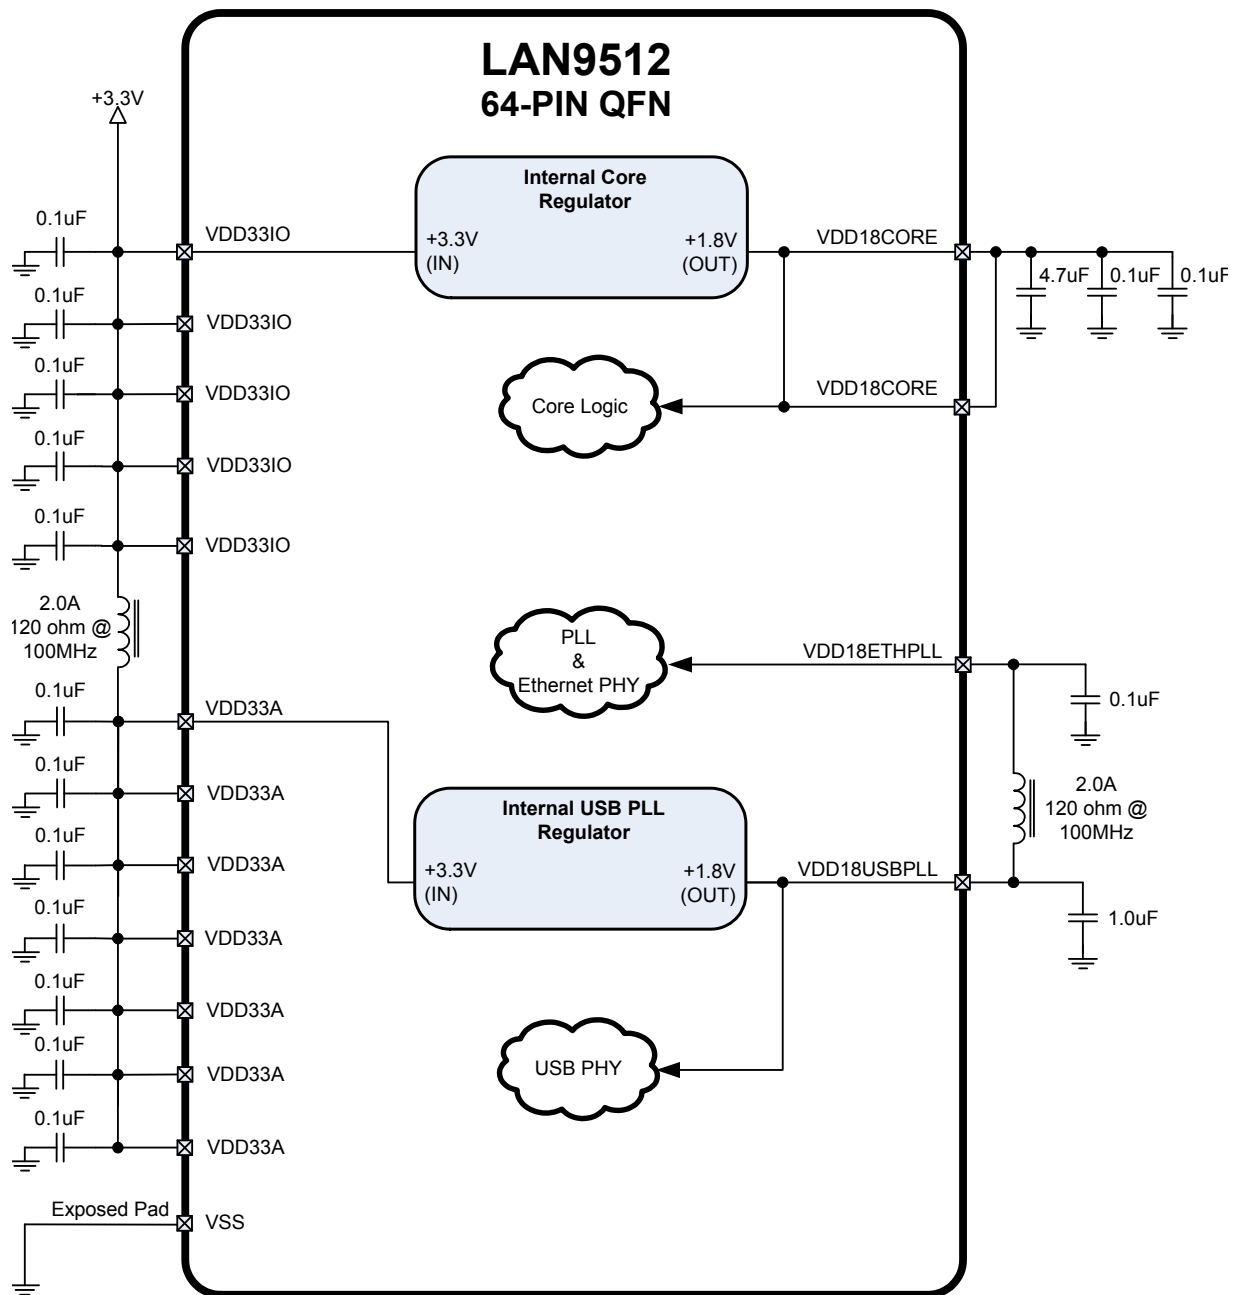 LAN9512
64-PIN QFN
+3.3V
Internal Core
Regulator
0.1uF
VDD33IO
+3.3V
(IN)
+1.8V
(OUT)
VDD18CORE
4.7uF
0.1uF
0.1uF
0.1uF
VDD33IO
0.1uF
VDD33IO
Core Logic
VDD18CORE
0.1uF
VDD33IO
0.1uF
VDD33IO
2.0A
120 ohm @
100MHz
PLL
&
Ethernet PHY
VDD18ETHPLL
0.1uF
0.1uF
VDD33A
0.1uF
VDD33A
Internal USB PLL
Regulator
2.0A
120 ohm @
100MHz
0.1uF
VDD33A
+3.3V
(IN)
+1.8V
(OUT)
VDD18USBPLL
1.0uF
0.1uF
VDD33A
0.1uF
VDD33A
0.1uF
VDD33A
USB PHY
0.1uF
VDD33A
Exposed Pad
VSS